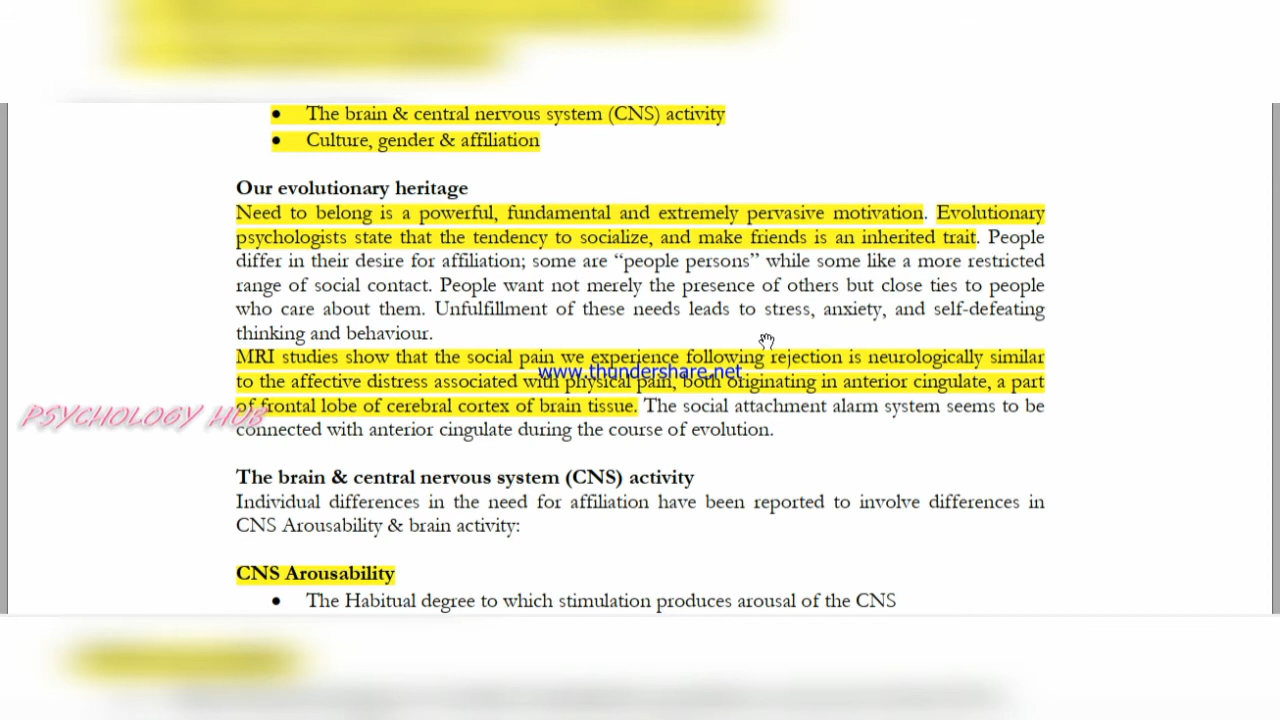 • The brain & central nervous system (CNS) activity
• Culture, gender & affiliation
Our evolutionary heritage
Need to belong is a powerful, fundamental and extremely pervasive motivation. Evolutionary
psychologists state that the tendency to socialize, and make friends is an inherited trait. People
differ in their desire for affiliation; some are “people persons” while some like a more restricted
range of social contact. People want not merely the presence of others but close ties to people
who care about them. Unfulfillment of these needs leads to stress, anxiety, and self-defeating
thinking and behaviour.
MRI studies show that the social pain we experience following rejection is neurologically similar
www.thundershare.net
to the affective distress associated with physical pain, both originating in anterior cingulate, a part
of frontal lobe of cerebral cortex of brain tissue. The social attachment alarm system seems to be
PSYCHOLOGY HUB
connected with anterior cingulate during the course of evolution.
The brain & central nervous system (CNS) activity
Individual differences in the need for affiliation have been reported to involve differences in
CNS Arousability & brain activity:
CNS Arousability
• The Habitual degree to which stimulation produces arousal of the CNS